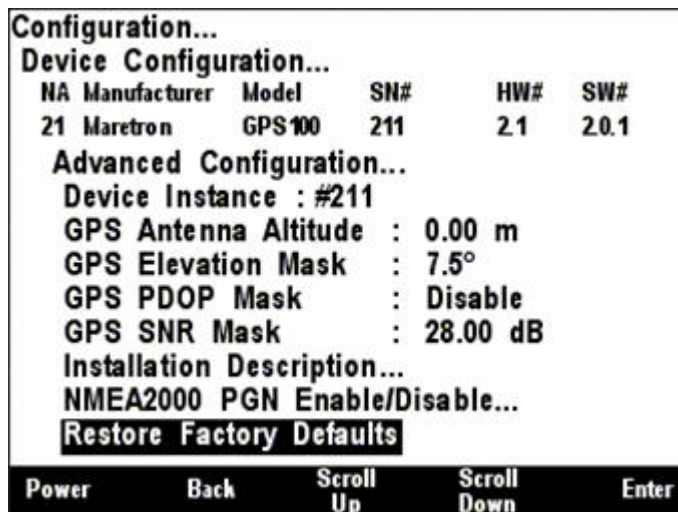 Configuration...
Device Configuration...
NA Manufacturer Model SN# HW# SW#
21 Maretron GPS100 211 2.1 2.0.1
Advanced Configuration...
Device Instance : #211
GPS Antenna Altitude : 0.00 m
GPS Elevation Mask : 7.5°
GPS PDOP Mask : Disable
GPS SNR Mask : 28.00 dB
Installation Description...
NMEA2000 PGN Enable/Disable...
Restore Factory Defaults
Power Back Scroll Up Scroll Down Enter